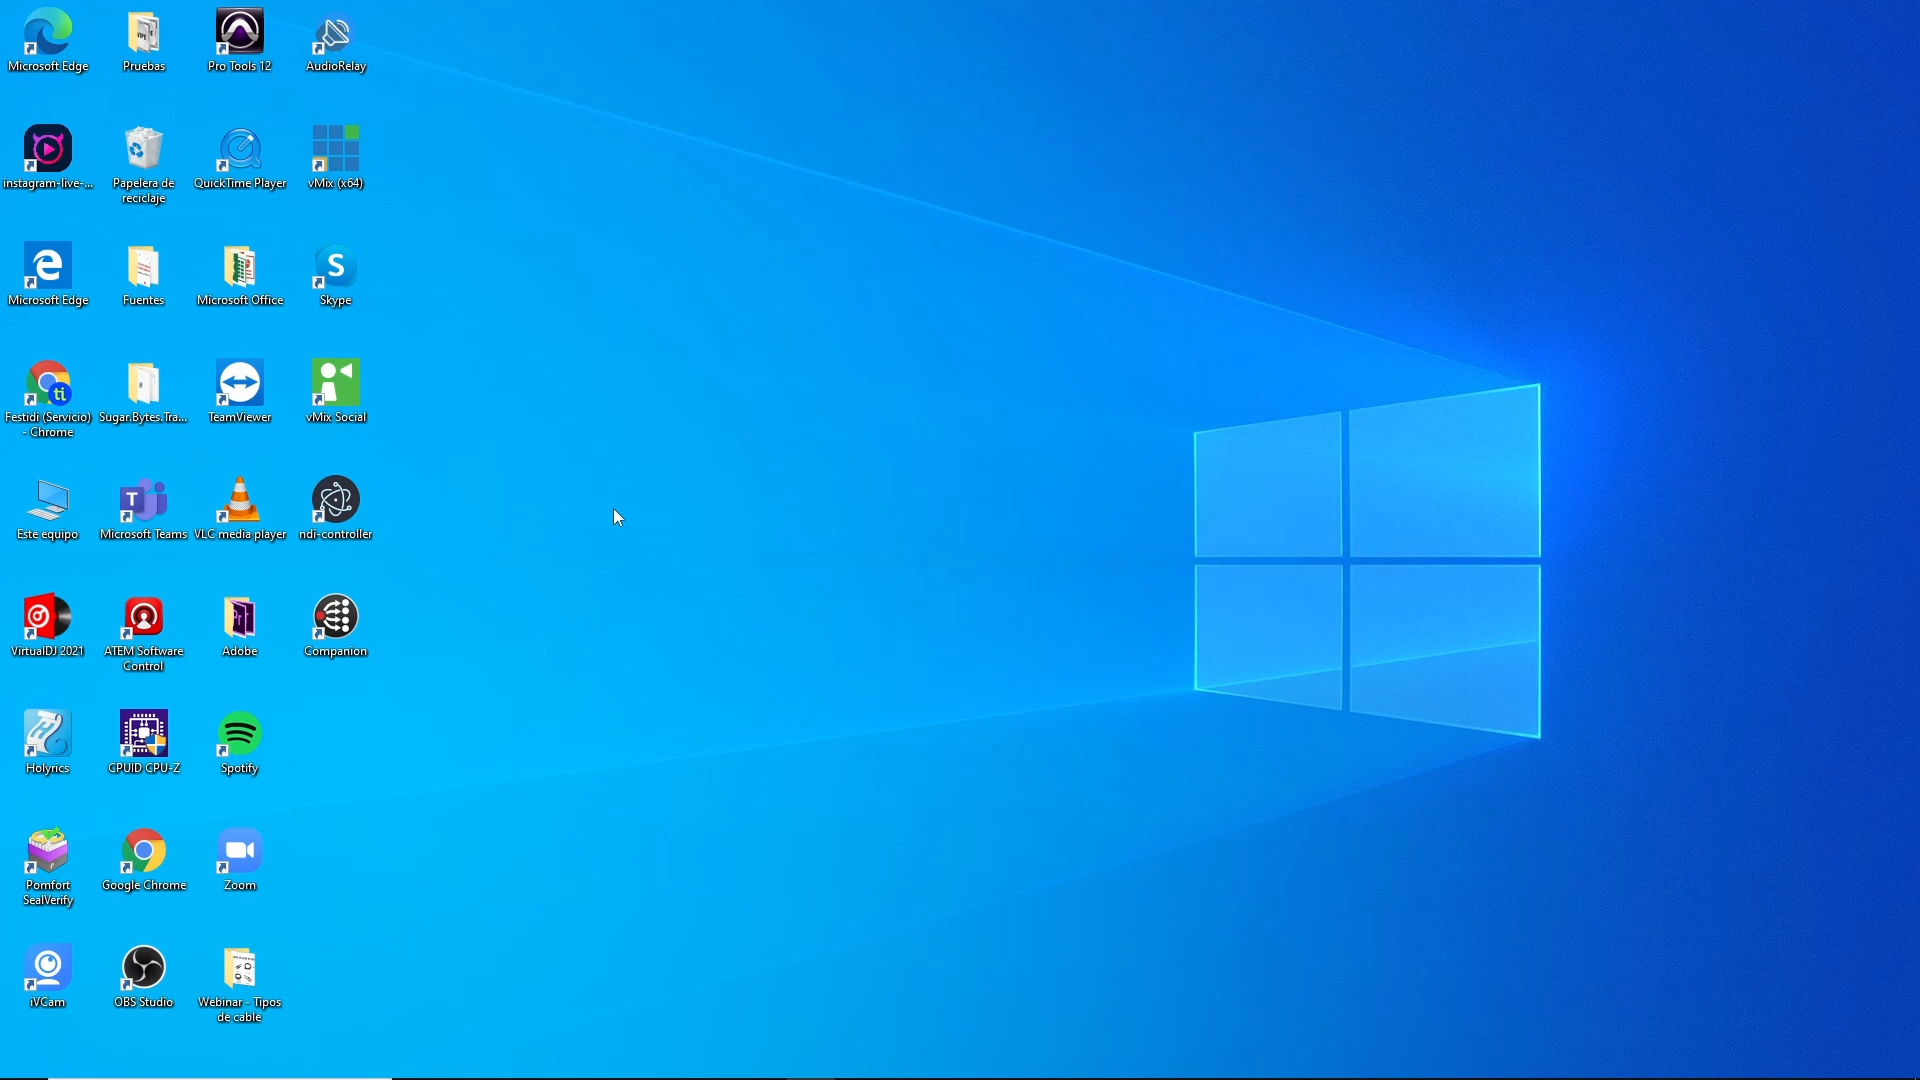 Microsoft Edge
Pruebas
Pro Tools 12
AudioRelay
instagram-live-...
Papelera de
reciclaje
QuickTime Player
vMix (x64)
Microsoft Edge
Fuentes
Microsoft Office
Skype
Festidi (Servicio)
- Chrome
Sugar.Bytes.Tra...
TeamViewer
vMix Social
Este equipo
Microsoft Teams
VLC media player
ndi-controller
VirtualDJ 2021
ATEM Software
Control
Adobe
Companion
Holyrics
CPUID CPU-Z
Spotify
Pomfort
SealVerify
Google Chrome
Zoom
iVCam
OBS Studio
Webinar - Tipos
de cable